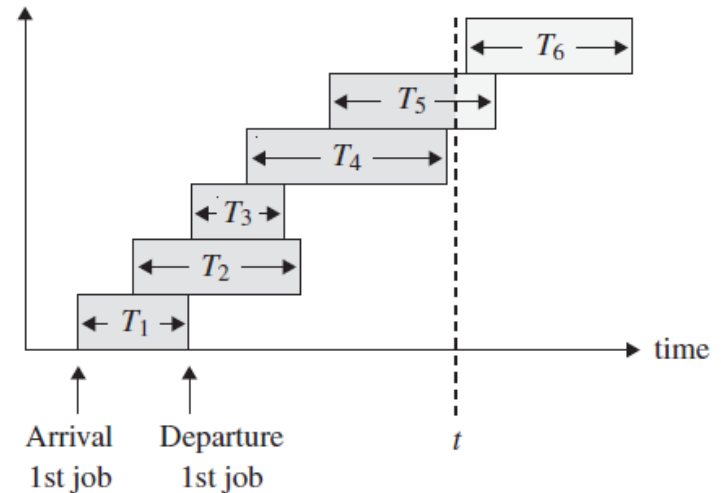 T₆
T₅
T₄
T₃
T₂
T₁
time
Arrival
1st job
Departure
1st job
t